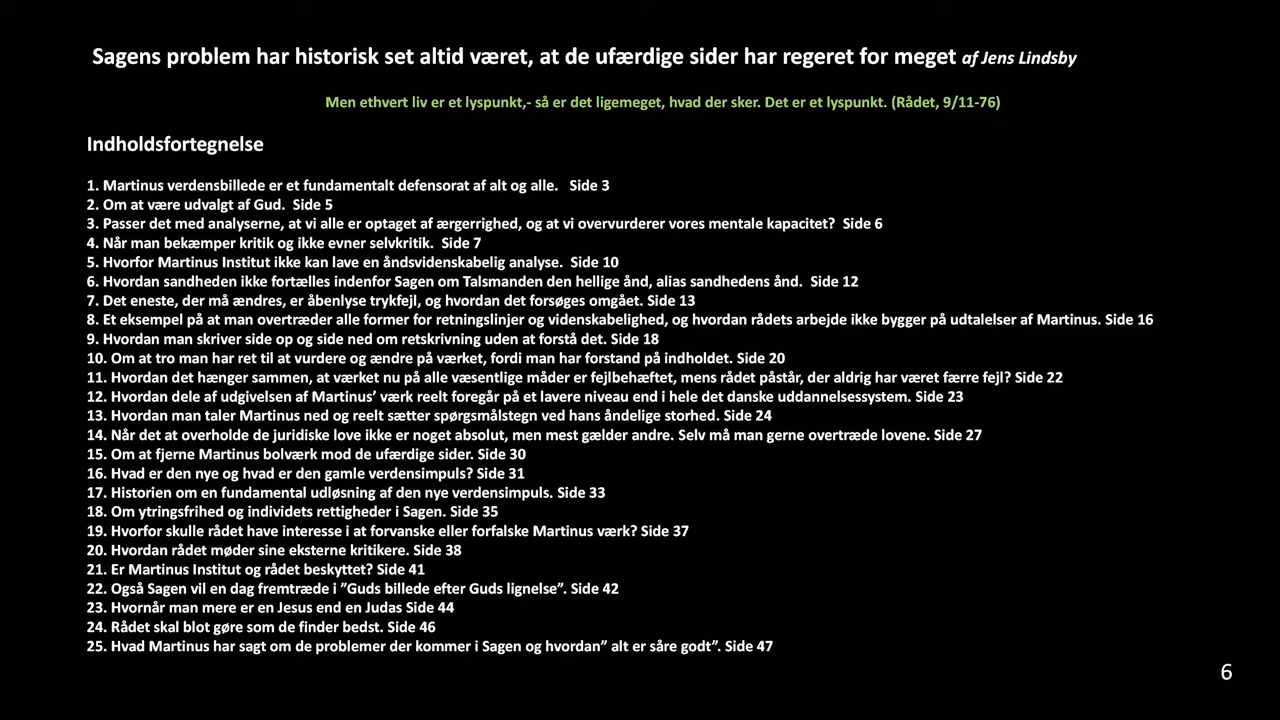 Sagens problem har historisk set altid været, at de ufærdige sider har regeret for meget af Jens Lindsby
Men ethvert liv er et lyspunkt,- så er det ligemeget, hvad der sker. Det er et lyspunkt. (Rådet, 9/11-76)
Indholdsfortegnelse
1. Martinus verdensbillede er et fundamentalt defensorat af alt og alle.   Side 3
2. Om at være udvalgt af Gud.  Side 5
3. Passer det med analyserne, at vi alle er optaget af ærgerrighed, og at vi overvurderer vores mentale kapacitet?  Side 6
4. Når man bekæmper kritik og ikke evner selvkritik.  Side 7
5. Hvorfor Martinus Institut ikke kan lave en åndsvidenskabelig analyse.  Side 10
6. Hvordan sandheden ikke fortælles indenfor Sagen om Talsmanden den hellige ånd, alias sandhedens ånd.  Side 12
7. Det eneste, der må ændres, er åbenlyse trykfejl, og hvordan det forsøges omgået. Side 13
8. Et eksempel på at man overtræder alle former for retningslinjer og videnskabelighed, og hvordan rådets arbejde ikke bygger på udtalelser af Martinus. Side 16
9. Hvordan man skriver side op og side ned om retskrivning uden at forstå det. Side 18
10. Om at tro man har ret til at vurdere og ændre på værket, fordi man har forstand på indholdet. Side 20
11. Hvordan det hænger sammen, at værket nu på alle væsentlige måder er fejlbehæftet, mens rådet påstår, der aldrig har været færre fejl? Side 22
12. Hvordan dele af udgivelsen af Martinus’ værk reelt foregår på et lavere niveau end i hele det danske uddannelsessystem. Side 23
13. Hvordan man taler Martinus ned og reelt sætter spørgsmålstegn ved hans åndelige storhed. Side 24
14. Når det at overholde de juridiske love ikke er noget absolut, men mest gælder andre. Selv må man gerne overtræde lovene. Side 27
15. Om at fjerne Martinus bolværk mod de ufærdige sider. Side 30
16. Hvad er den nye og hvad er den gamle verdensimpuls? Side 31
17. Historien om en fundamental udløsning af den nye verdensimpuls. Side 33
18. Om ytringsfrihed og individets rettigheder i Sagen. Side 35
19. Hvorfor skulle rådet have interesse i at forvanske eller forfalske Martinus værk? Side 37
20. Hvordan rådet møder sine eksterne kritikere. Side 38
21. Er Martinus Institut og rådet beskyttet? Side 41
22. Også Sagen vil en dag fremtræde i ”Guds billede efter Guds lignelse”. Side 42
23. Hvornår man mere er en Jesus end en Judas Side 44
24. Rådet skal blot gøre som de finder bedst. Side 46
25. Hvad Martinus har sagt om de problemer der kommer i Sagen og hvordan” alt er såre godt”. Side 47
6